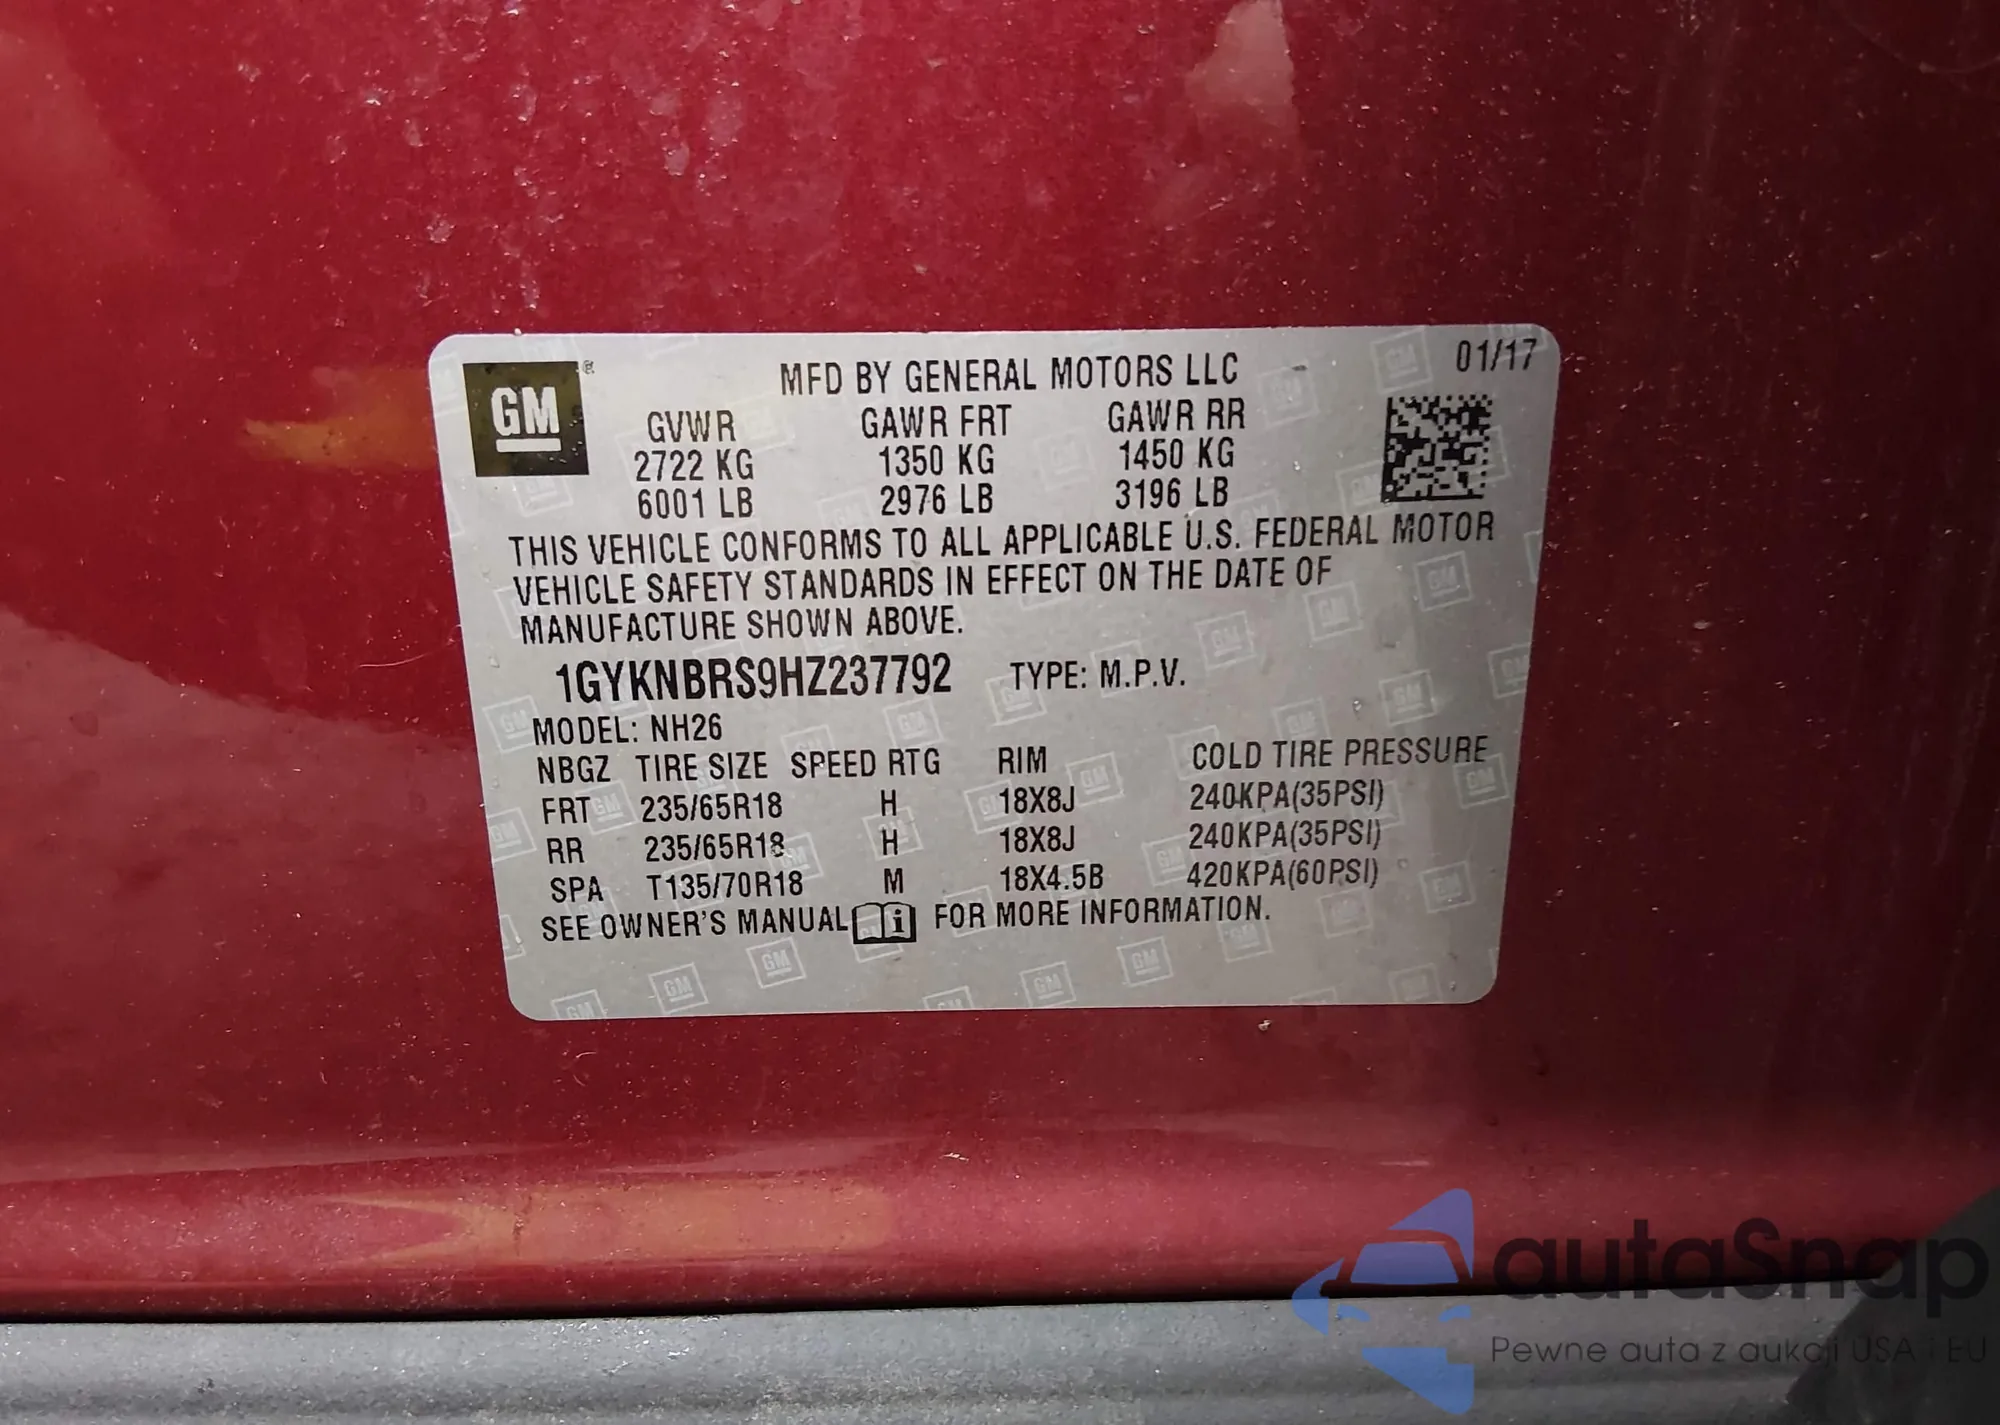 GM®
MFD BY GENERAL MOTORS LLC 01/17
GVWR GAWR FRT GAWR RR
2722 KG 1350 KG 1450 KG
6001 LB 2976 LB 3196 LB
THIS VEHICLE CONFORMS TO ALL APPLICABLE U.S. FEDERAL MOTOR
VEHICLE SAFETY STANDARDS IN EFFECT ON THE DATE OF
MANUFACTURE SHOWN ABOVE.
1GYKNBRS9HZ237792 TYPE: M.P.V.
MODEL: NH26
NBGZ TIRE SIZE SPEED RTG RIM COLD TIRE PRESSURE
FRT 235/65R18 H 18X8J 240KPA(35PSI)
RR 235/65R18 H 18X8J 240KPA(35PSI)
SPA T135/70R18 M 18X4.5B 420KPA(60PSI)
SEE OWNER'S MANUAL i FOR MORE INFORMATION.
autaSnap
Pewne auta z aukcji USA i EU